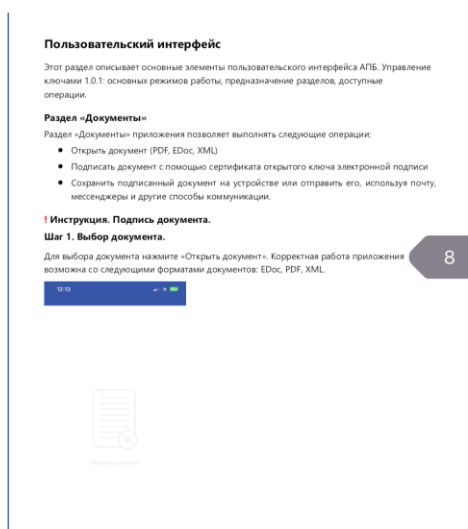 Пользовательский интерфейс
Этот раздел описывает основные элементы пользовательского интерфейса АПБ. Управление
ключами 1.0.1: основных режимов работы, предназначение разделов, доступные
операции.
Раздел «Документы»
Раздел «Документы» приложения позволяет выполнять следующие операции:
● Открыть документ (PDF, EDoc, XML)
● Подписать документ с помощью сертификата открытого ключа электронной подписи
● Сохранить подписанный документ на устройстве или отправить его, используя почту,
мессенджеры и другие способы коммуникации.
! Инструкция. Подпись документа.
Шаг 1. Выбор документа.
Для выбора документа нажмите «Открыть документ». Корректная работа приложения
возможна со следующими форматами документов: EDoc, PDF, XML.
8
12:13
Открыть документ